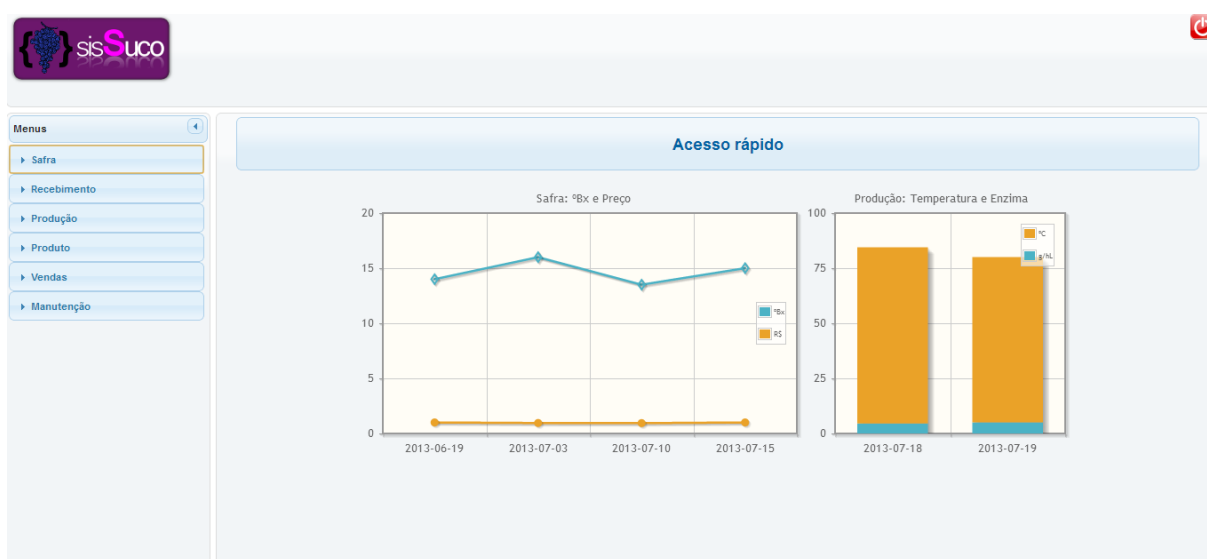 { } sisSuco
Menus
Safra
Recebimento
Produção
Produto
Vendas
Manutenção
Acesso rápido
Safra: ºBx e Preço
20
15
10
5
0
2013-06-19 2013-07-03 2013-07-10 2013-07-15
ºBx
R$
Produção: Temperatura e Enzima
100
75
50
25
0
2013-07-18 2013-07-19
ºC
g/hL